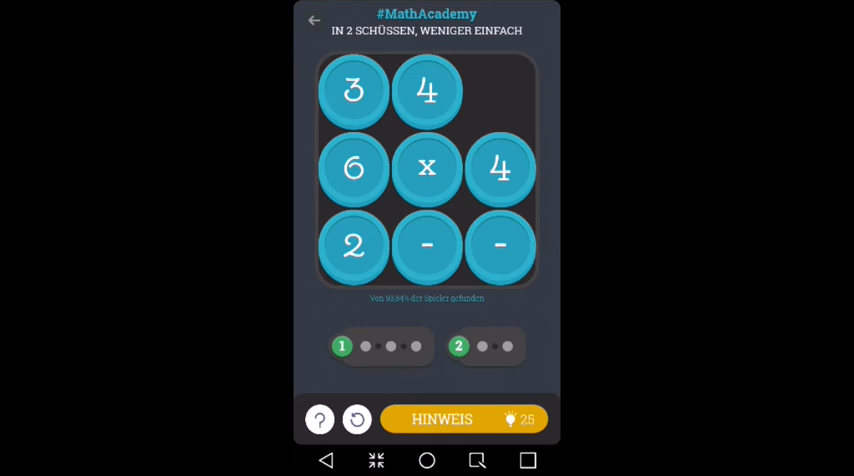 #MathAcademy
IN 2 SCHÜSSEN, WENIGER EINFACH
3 4
6 x 4
2 - -
Von 93.84% der Spieler gefunden
1 2
? HINWEIS 25